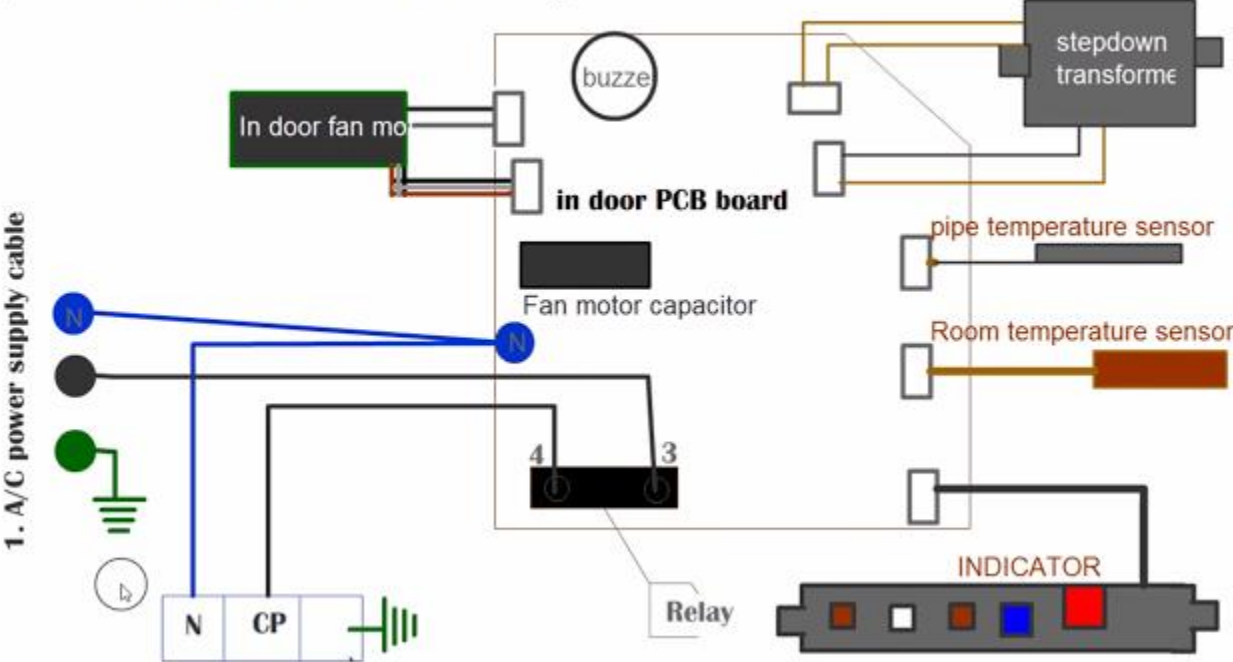 stepdown
transforme
buzze
In door fan mo
in door PCB board
pipe temperature sensor
1. A/C power supply cable
Fan motor capacitor
N
N
Room temperature sensor
4
3
INDICATOR
N
CP
Relay